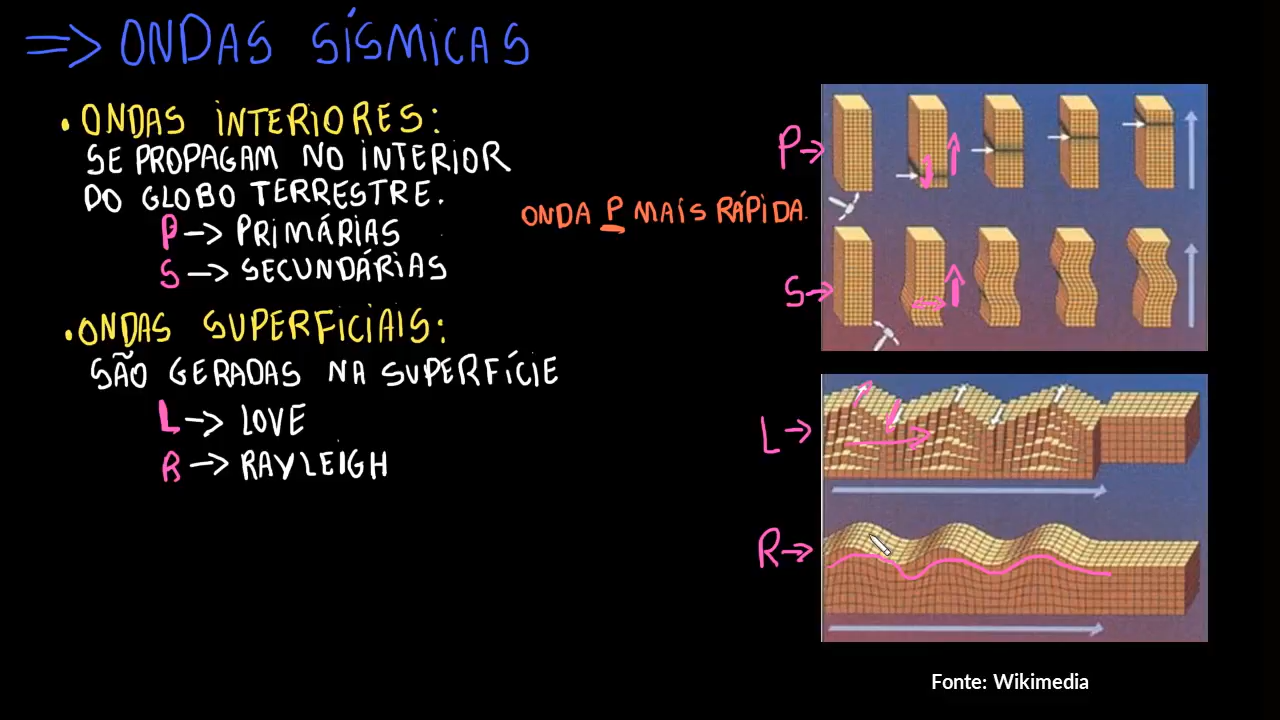 => ONDAS SÍSMICAS
• ONDAS INTERIORES:
SE PROPAGAM NO INTERIOR
DO GLOBO TERRESTRE.
P -> PRIMÁRIAS
S -> SECUNDÁRIAS
• ONDAS SUPERFICIAIS:
SÃO GERADAS NA SUPERFÍCIE
L -> LOVE
R -> RAYLEIGH
ONDA P MAIS RÁPIDA.
P ->
S ->
L ->
R ->
Fonte: Wikimedia